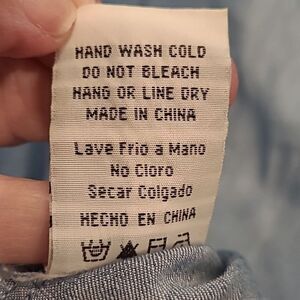 HAND WASH COLD
DO NOT BLEACH
HANG OR LINE DRY
MADE IN CHINA
Lave Frio a Mano
No Cloro
Secar Colgado
HECHO EN CHINA